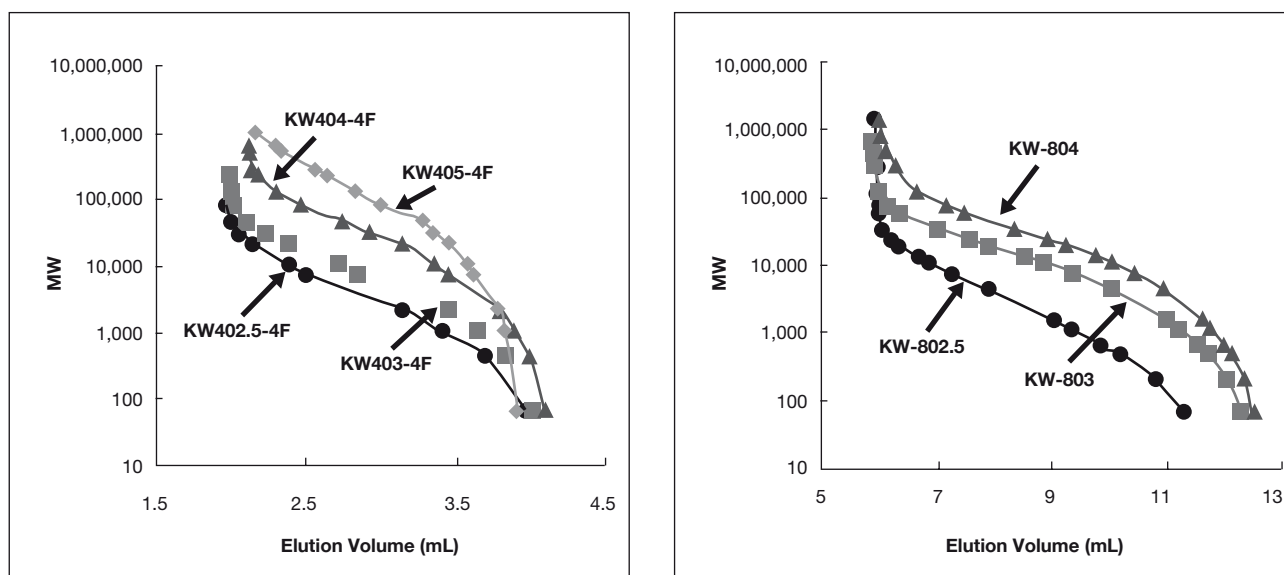 10,000,000
1,000,000
100,000
10,000
1,000
100
10
MW
KW404-4F
KW405-4F
KW402.5-4F
KW403-4F
1.5 2.5 3.5 4.5
Elution Volume (mL)
10,000,000
1,000,000
100,000
10,000
1,000
100
10
MW
KW-804
KW-802.5
KW-803
5 7 9 11 13
Elution Volume (mL)